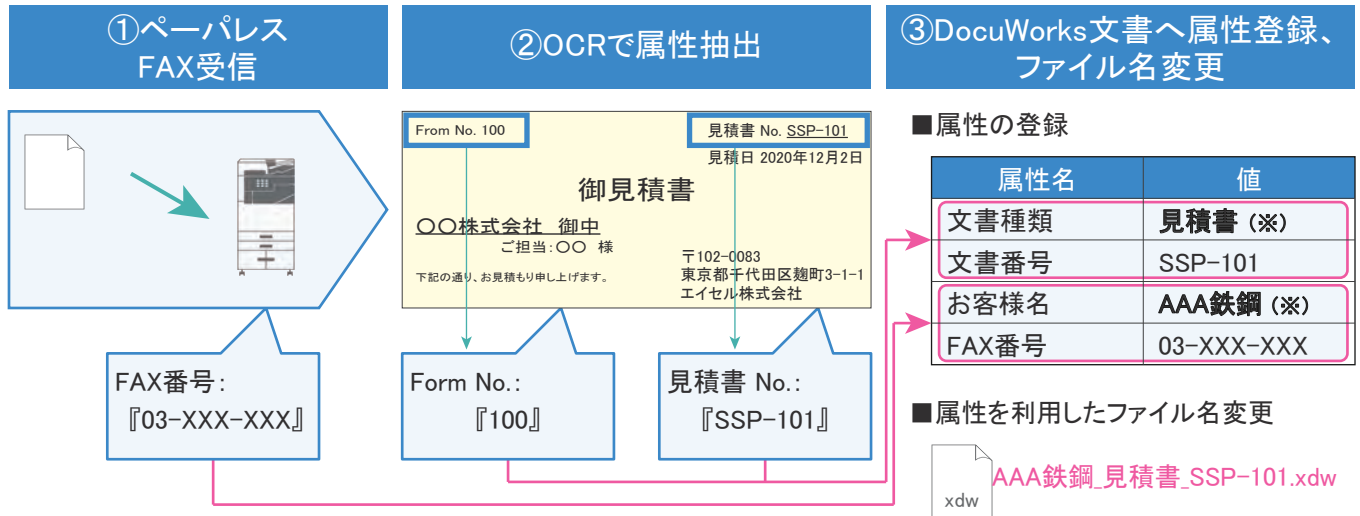 ①ペーパレス
FAX受信
②OCRで属性抽出
③DocuWorks文書へ属性登録、
ファイル名変更
From No. 100
見積書 No. SSP-101
見積日 2020年12月2日
御見積書
〇〇株式会社 御中
ご担当:〇〇 様
下記の通り、お見積もり申し上げます。
〒102-0083
東京都千代田区麹町3-1-1
エイセル株式会社
FAX番号:
『03-XXX-XXX』
Form No.:
『100』
見積書 No.:
『SSP-101』
■属性の登録
属性名 値
文書種類 見積書(※)
文書番号 SSP-101
お客様名 AAA鉄鋼(※)
FAX番号 03-XXX-XXX
■属性を利用したファイル名変更
AAA鉄鋼_見積書_SSP-101.xdw
xdw